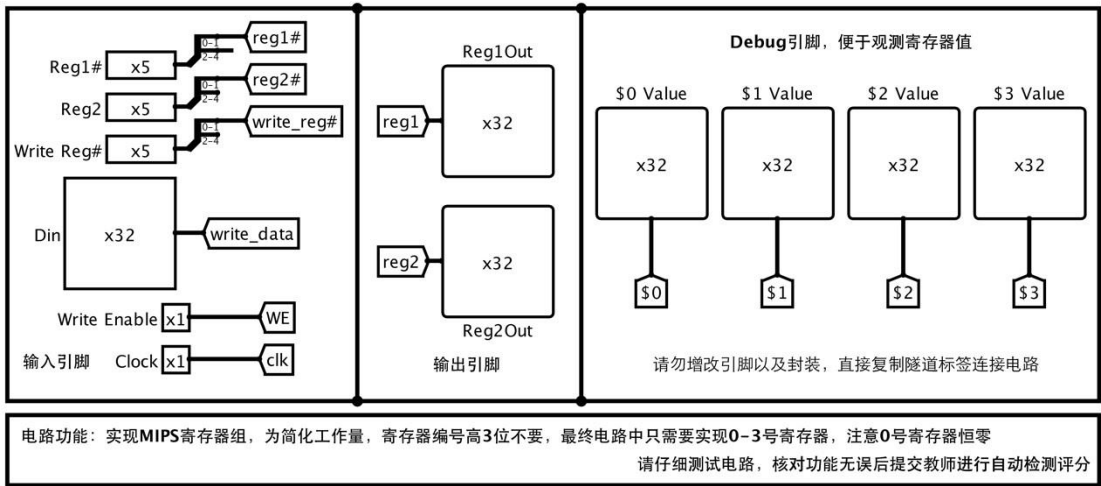 reg1#
0-1
2-4
Reg1# x5
reg2#
0-1
2-4
Reg2 x5
write_reg#
0-1
2-4
Write Reg# x5
Din x32 write_data
Write Enable x1 WE
输入引脚 Clock x1 clk
Reg1Out
reg1 x32
reg2 x32
Reg2Out
输出引脚
Debug引脚，便于观测寄存器值
$0 Value $1 Value $2 Value $3 Value
x32 x32 x32 x32
$0 $1 $2 $3
请勿增改引脚以及封装，直接复制隧道标签连接电路
电路功能：实现MIPS寄存器组，为简化工作量，寄存器编号高3位不要，最终电路中只需要实现0-3号寄存器，注意0号寄存器恒零
请仔细测试电路，核对功能无误后提交教师进行自动检测评分